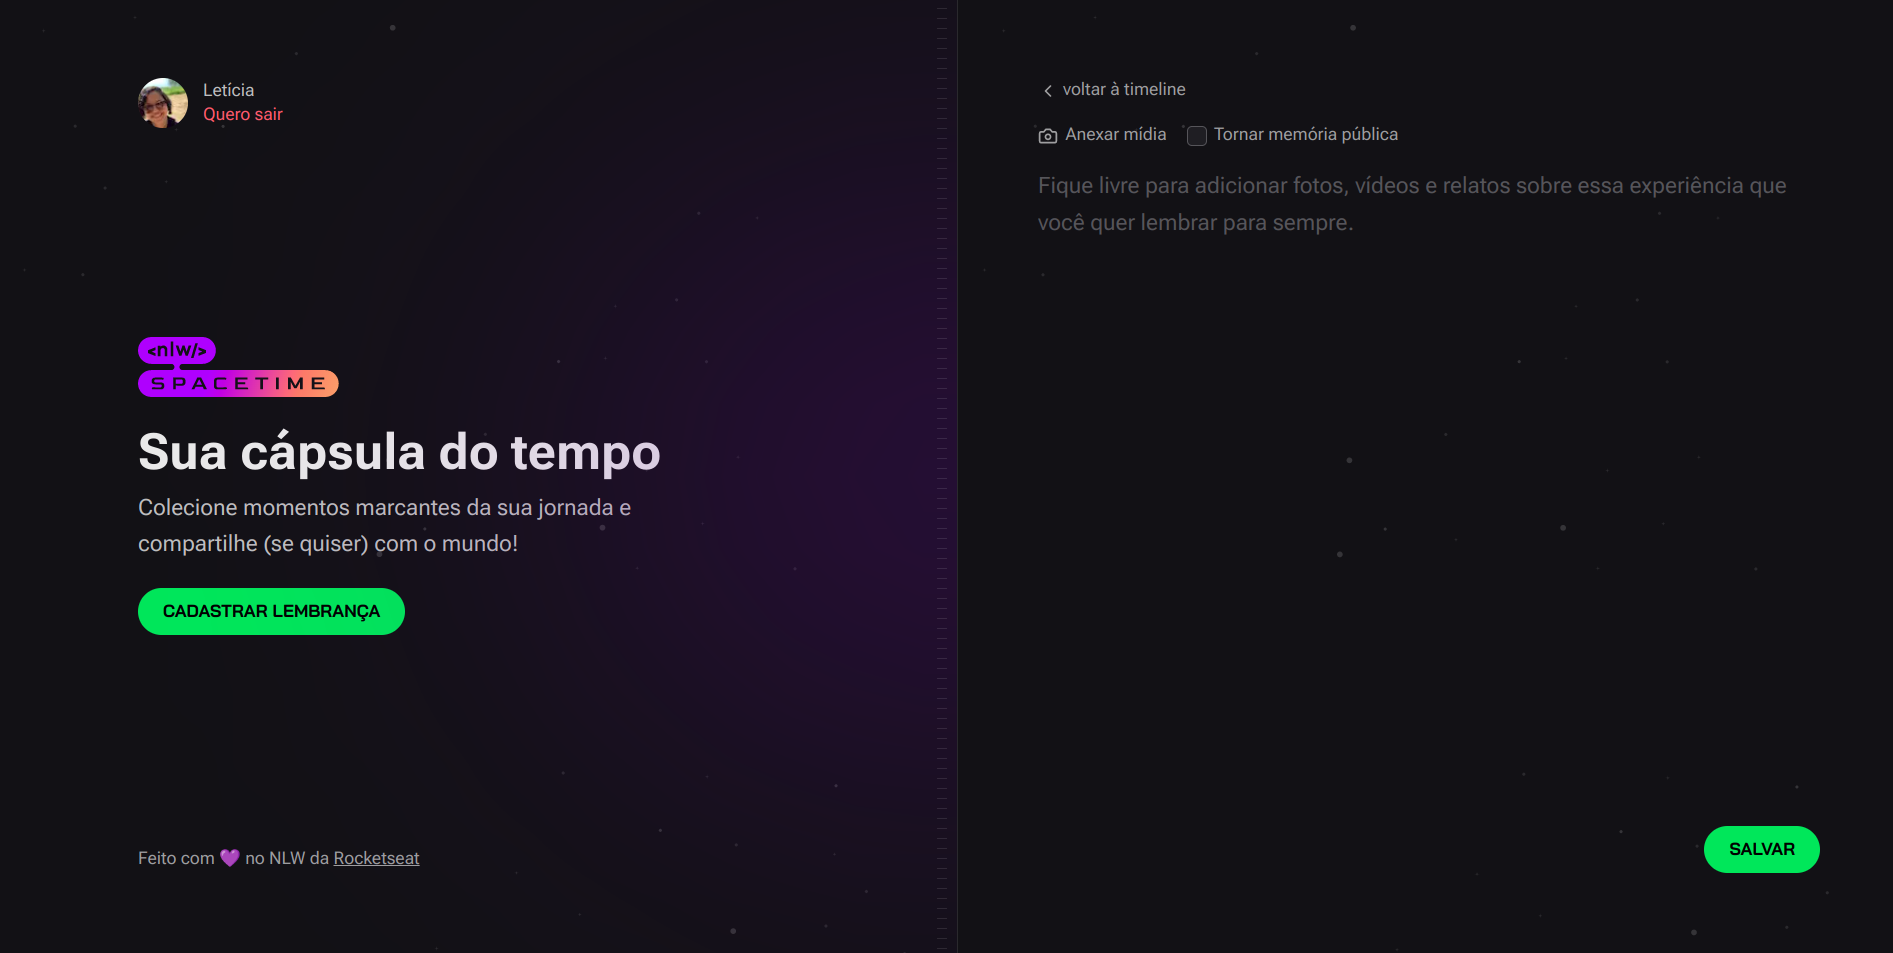 Letícia
Quero sair
<nlw/>
SPACETIME
Sua cápsula do tempo
Colecione momentos marcantes da sua jornada e
compartilhe (se quiser) com o mundo!
CADASTRAR LEMBRANÇA
Feito com 💜 no NLW da Rocketseat
voltar à timeline
Anexar mídia
Tornar memória pública
Fique livre para adicionar fotos, vídeos e relatos sobre essa experiência que
você quer lembrar para sempre.
SALVAR